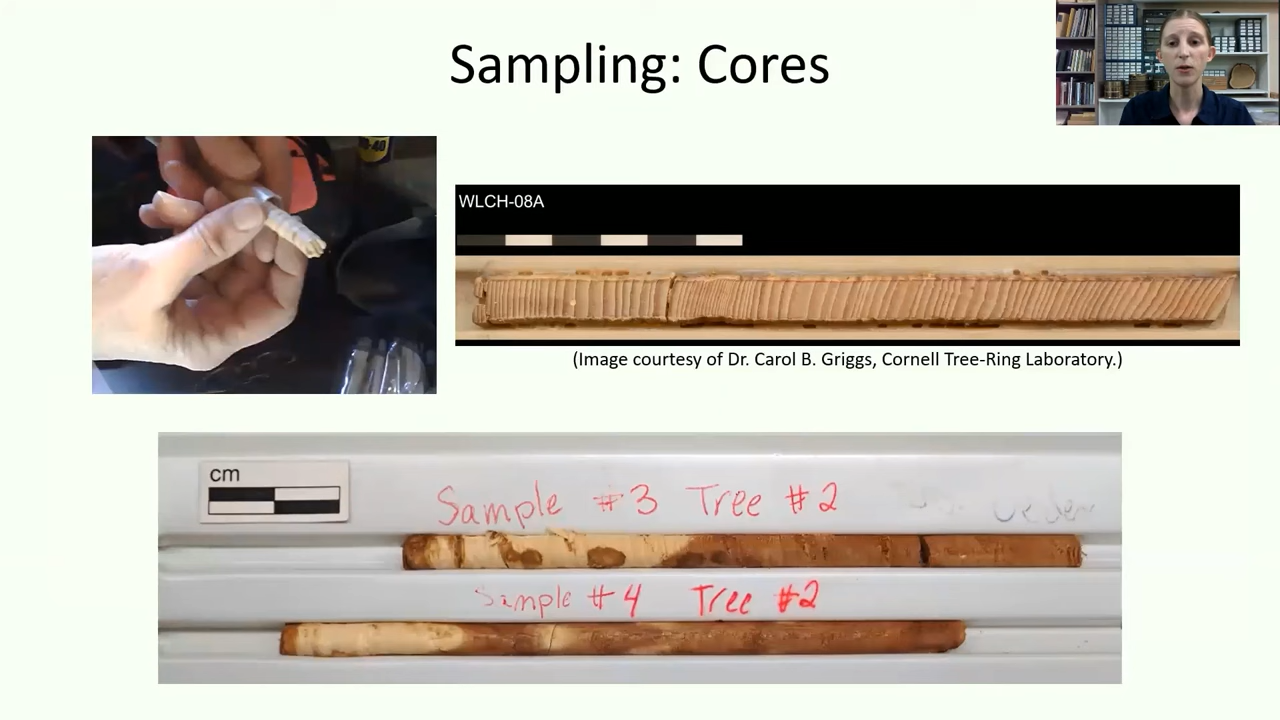 Sampling: Cores
WLCH-08A
(Image courtesy of Dr. Carol B. Griggs, Cornell Tree-Ring Laboratory.)
cm
Sample #3 Tree #2
Sample #4 Tree #2